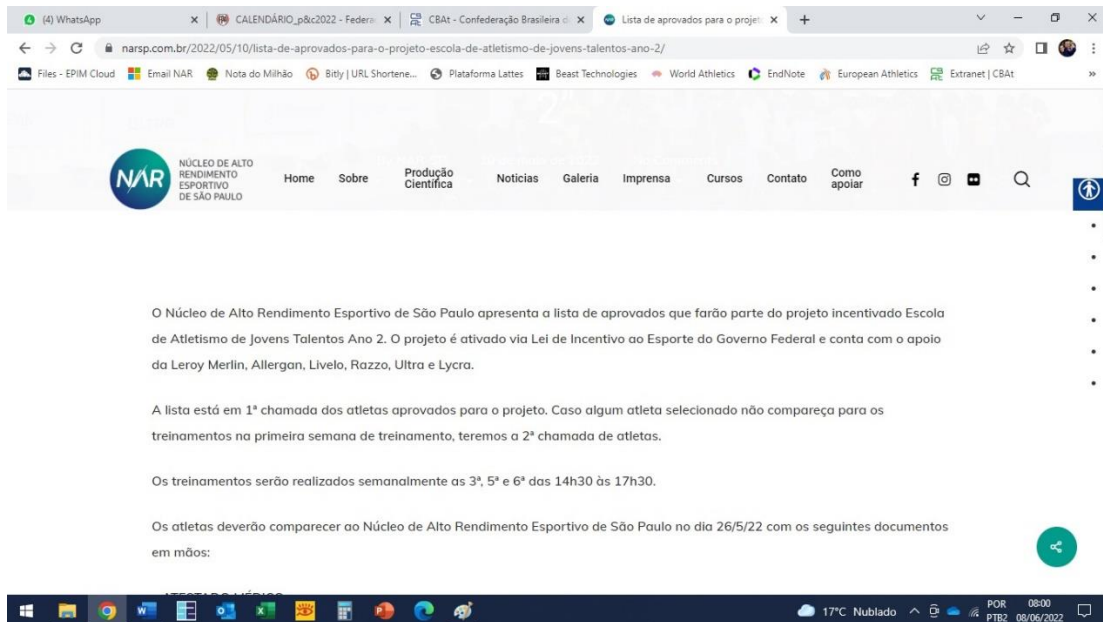 (4) WhatsApp
CALENDÁRIO_p&c2022 - Federa
CBAt - Confederação Brasileira d
Lista de aprovados para o projet
narsp.com.br/2022/05/10/lista-de-aprovados-para-o-projeto-escola-de-atletismo-de-jovens-talentos-ano-2/
Files - EPIM Cloud
Email NAR
Nota do Milhão
Bitly | URL Shortene...
Plataforma Lattes
Beast Technologies
World Athletics
EndNote
European Athletics
Extranet | CBAt
»
2"
NAR
NÚCLEO DE ALTO
RENDIMENTO
ESPORTIVO
DE SÃO PAULO
Home
Sobre
Produção
Científica
Noticias
Galeria
Imprensa
Cursos
Contato
Como
apoiar
O Núcleo de Alto Rendimento Esportivo de São Paulo apresenta a lista de aprovados que farão parte do projeto incentivado Escola
de Atletismo de Jovens Talentos Ano 2. O projeto é ativado via Lei de Incentivo ao Esporte do Governo Federal e conta com o apoio
da Leroy Merlin, Allergan, Livelo, Razzo, Ultra e Lycra.
A lista está em 1ª chamada dos atletas aprovados para o projeto. Caso algum atleta selecionado não compareça para os
treinamentos na primeira semana de treinamento, teremos a 2ª chamada de atletas.
Os treinamentos serão realizados semanalmente as 3ª, 5ª e 6ª das 14h30 às 17h30.
Os atletas deverão comparecer ao Núcleo de Alto Rendimento Esportivo de São Paulo no dia 26/5/22 com os seguintes documentos
em mãos:
ATESTADO MÉDICO
17°C Nublado
POR
PTB2
08:00
08/06/2022